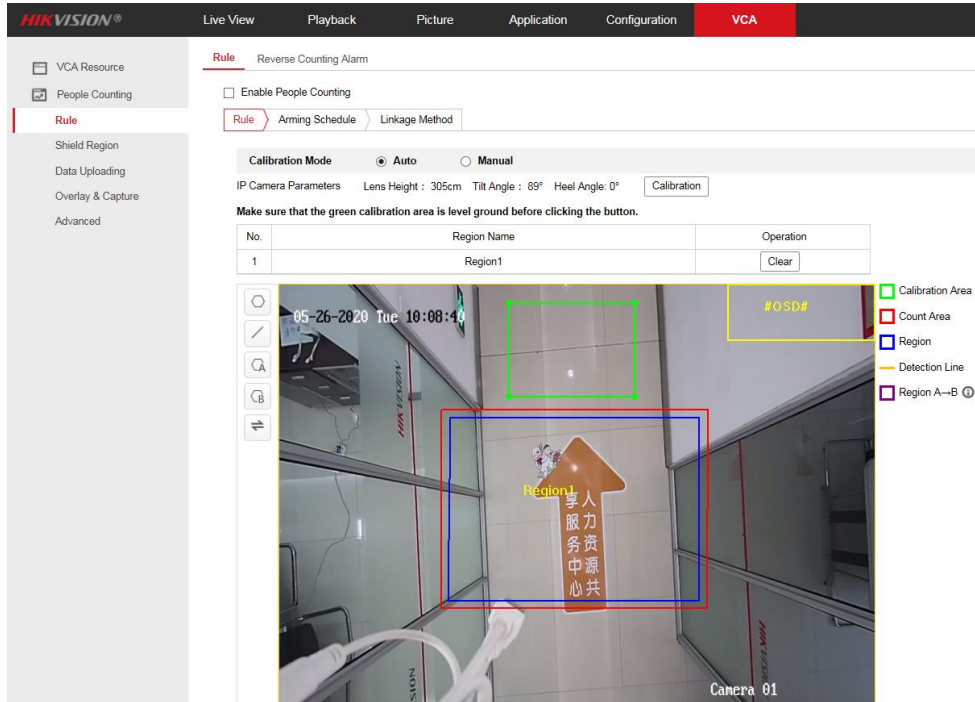 HIKVISION®
Live View Playback Picture Application Configuration VCA
VCA Resource
People Counting
Rule
Shield Region
Data Uploading
Overlay & Capture
Advanced
Rule Reverse Counting Alarm
Enable People Counting
Rule Arming Schedule Linkage Method
Calibration Mode Auto Manual
IP Camera Parameters Lens Height : 305cm Tilt Angle : 89° Heel Angle: 0° Calibration
Make sure that the green calibration area is level ground before clicking the button.
No. Region Name Operation
1 Region1 Clear
A
B
05-26-2020 Tue 10:08:4
#OSD#
HIKVISION
Region1
人力资源共
享服务中心
HIKVISION
VISION
Camera 01
Calibration Area
Count Area
Region
Detection Line
Region A→B